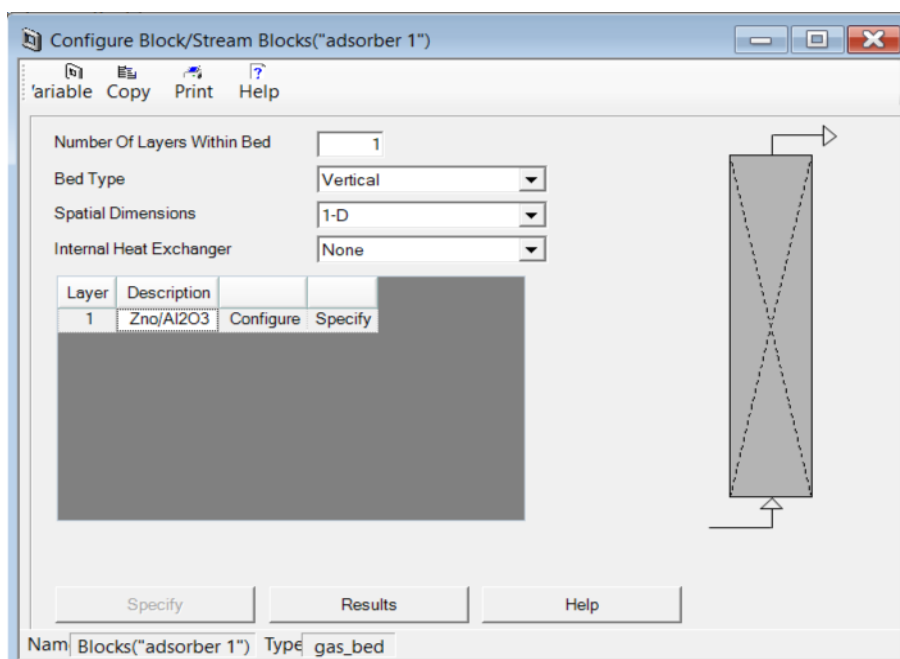 Configure Block/Stream Blocks("adsorber 1")
'ariable Copy Print Help
Number Of Layers Within Bed 1
Bed Type Vertical
Spatial Dimensions 1-D
Internal Heat Exchanger None
Layer Description
1 Zno/Al2O3 Configure Specify
Specify Results Help
Nam Blocks("adsorber 1") Type gas_bed